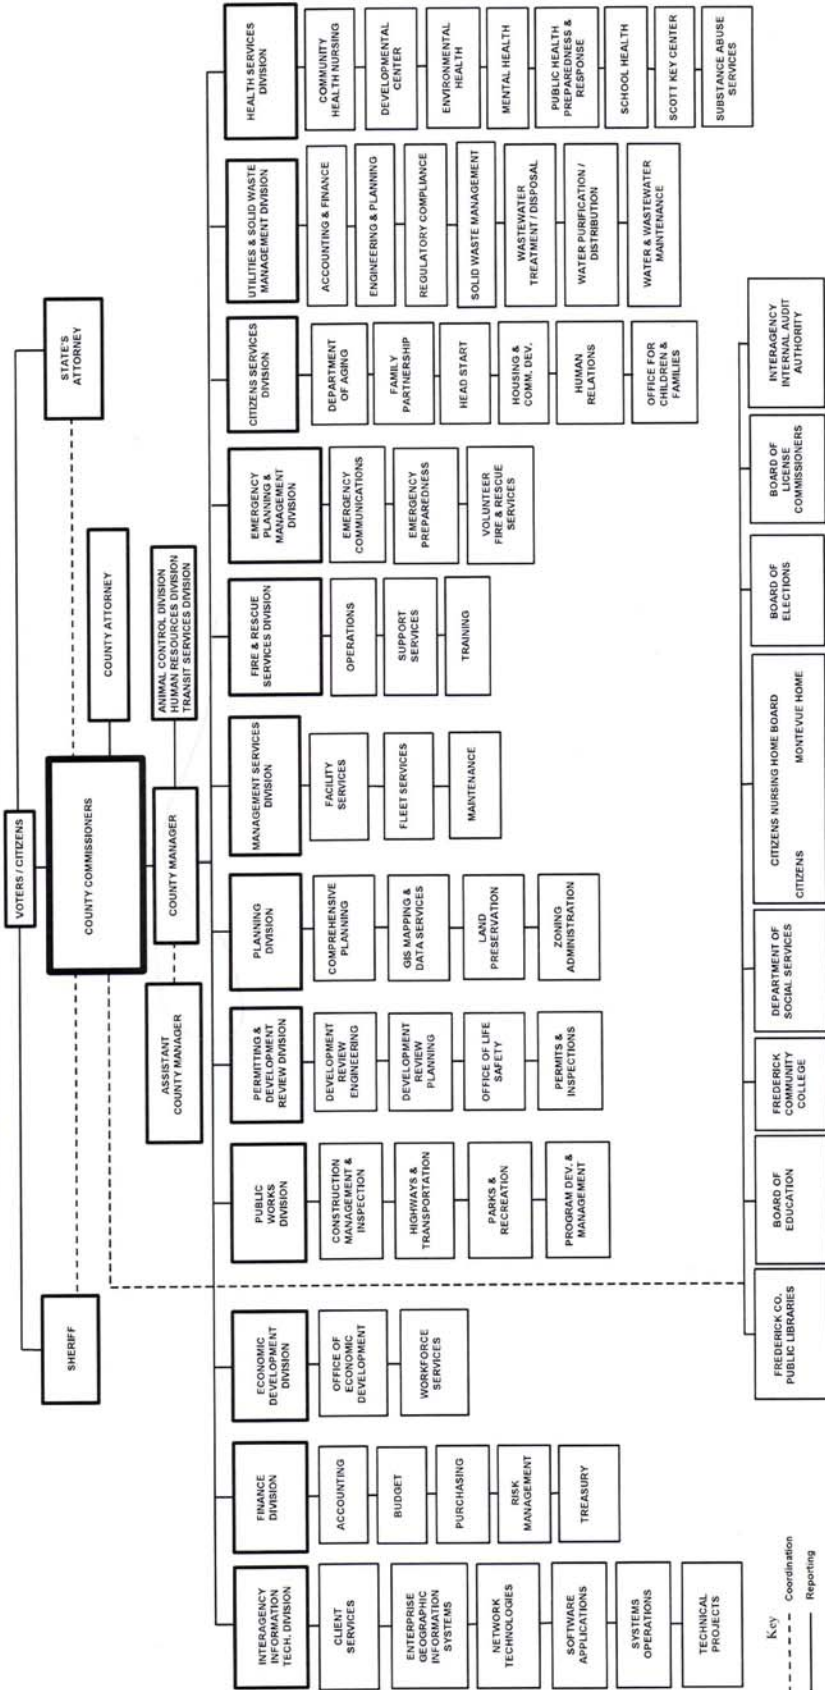 VOTERS / CITIZENS
SHERIFF
COUNTY COMMISSIONERS
STATE'S
ATTORNEY
COUNTY ATTORNEY
ASSISTANT
COUNTY MANAGER
COUNTY MANAGER
ANIMAL CONTROL DIVISION
HUMAN RESOURCES DIVISION
TRANSIT SERVICES DIVISION
INTERAGENCY
INFORMATION
TECH. DIVISION
CLIENT
SERVICES
ENTERPRISE
GEOGRAPHIC
INFORMATION
SYSTEMS
NETWORK
TECHNOLOGIES
SOFTWARE
APPLICATIONS
SYSTEMS
OPERATIONS
TECHNICAL
PROJECTS
FINANCE
DIVISION
ACCOUNTING
BUDGET
PURCHASING
RISK
MANAGEMENT
TREASURY
ECONOMIC
DEVELOPMENT
DIVISION
OFFICE OF
ECONOMIC
DEVELOPMENT
WORKFORCE
SERVICES
PUBLIC
WORKS
DIVISION
CONSTRUCTION
MANAGEMENT &
INSPECTION
HIGHWAYS &
TRANSPORTATION
PARKS &
RECREATION
PROGRAM DEV. &
MANAGEMENT
PERMITTING &
DEVELOPMENT
REVIEW DIVISION
DEVELOPMENT
REVIEW
ENGINEERING
DEVELOPMENT
REVIEW
PLANNING
OFFICE OF LIFE
SAFETY
PERMITS &
INSPECTIONS
PLANNING
DIVISION
COMPREHENSIVE
PLANNING
GIS MAPPING &
DATA SERVICES
LAND
PRESERVATION
ZONING
ADMINISTRATION
MANAGEMENT SERVICES
DIVISION
FACILITY
SERVICES
FLEET SERVICES
MAINTENANCE
FIRE & RESCUE
SERVICES DIVISION
OPERATIONS
SUPPORT
SERVICES
TRAINING
EMERGENCY
PLANNING &
MANAGEMENT
DIVISION
EMERGENCY
COMMUNICATIONS
EMERGENCY
PREPAREDNESS
VOLUNTEER
FIRE & RESCUE
SERVICES
CITIZENS SERVICES
DIVISION
DEPARTMENT
OF AGING
FAMILY
PARTNERSHIP
HEAD START
HOUSING &
COMM. DEV.
HUMAN
RELATIONS
OFFICE FOR
CHILDREN &
FAMILIES
UTILITIES & SOLID WASTE
MANAGEMENT DIVISION
ACCOUNTING & FINANCE
ENGINEERING & PLANNING
REGULATORY COMPLIANCE
SOLID WASTE MANAGEMENT
WASTEWATER
TREATMENT / DISPOSAL
WATER PURIFICATION /
DISTRIBUTION
WATER & WASTEWATER
MAINTENANCE
HEALTH SERVICES
DIVISION
COMMUNITY
HEALTH NURSING
DEVELOPMENTAL
CENTER
ENVIRONMENTAL
HEALTH
MENTAL HEALTH
PUBLIC HEALTH
PREPAREDNESS &
RESPONSE
SCHOOL HEALTH
SCOTT KEY CENTER
SUBSTANCE ABUSE
SERVICES
FREDERICK CO.
PUBLIC LIBRARIES
BOARD OF
EDUCATION
FREDERICK
COMMUNITY
COLLEGE
DEPARTMENT OF
SOCIAL SERVICES
CITIZENS NURSING HOME BOARD
CITIZENS MONTEVUE HOME
BOARD OF
ELECTIONS
BOARD OF
LICENSE
COMMISSIONERS
INTERAGENCY
INTERNAL AUDIT
AUTHORITY
Key
Coordination
Reporting